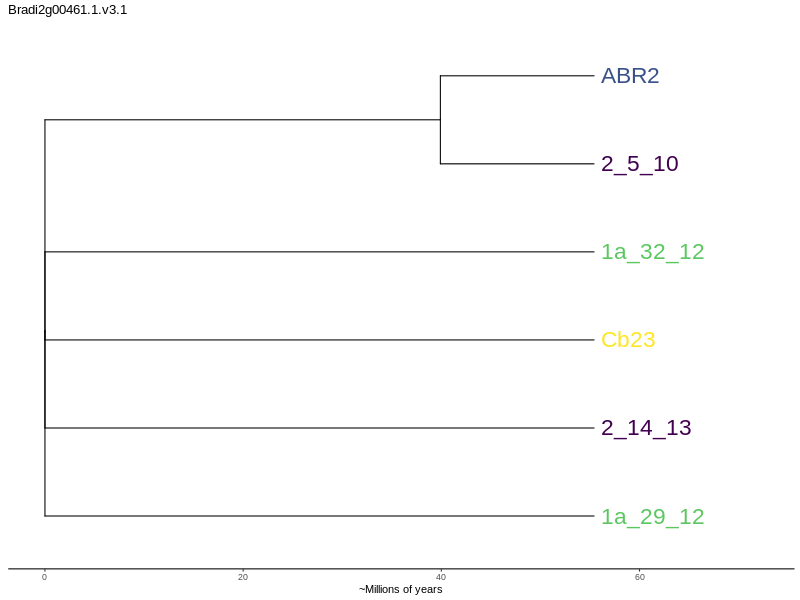 Bradi2g00461.1.v3.1
ABR2
2_5_10
1a_32_12
Cb23
2_14_13
1a_29_12
0 20 40 60
~Millions of years